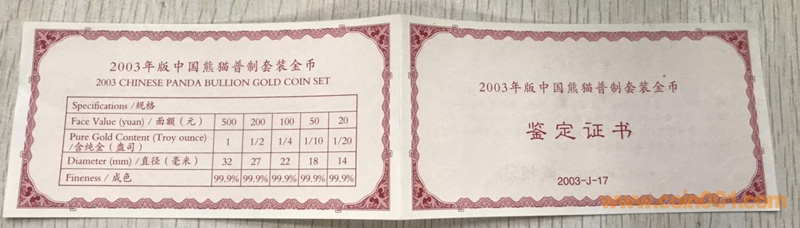 2003年版中国熊猫普制套装金币
2003 CHINESE PANDA BULLION GOLD COIN SET
Specifications /规格
Face Value (yuan) / 面额（元） 500 200 100 50 20
Pure Gold Content (Troy ounce) /含纯金（盎司） 1 1/2 1/4 1/10 1/20
Diameter (mm) /直径（毫米） 32 27 22 18 14
Fineness / 成色 99.9% 99.9% 99.9% 99.9% 99.9%
2003年版中国熊猫普制套装金币
鉴定证书
2003-J-17
www.coin001.com